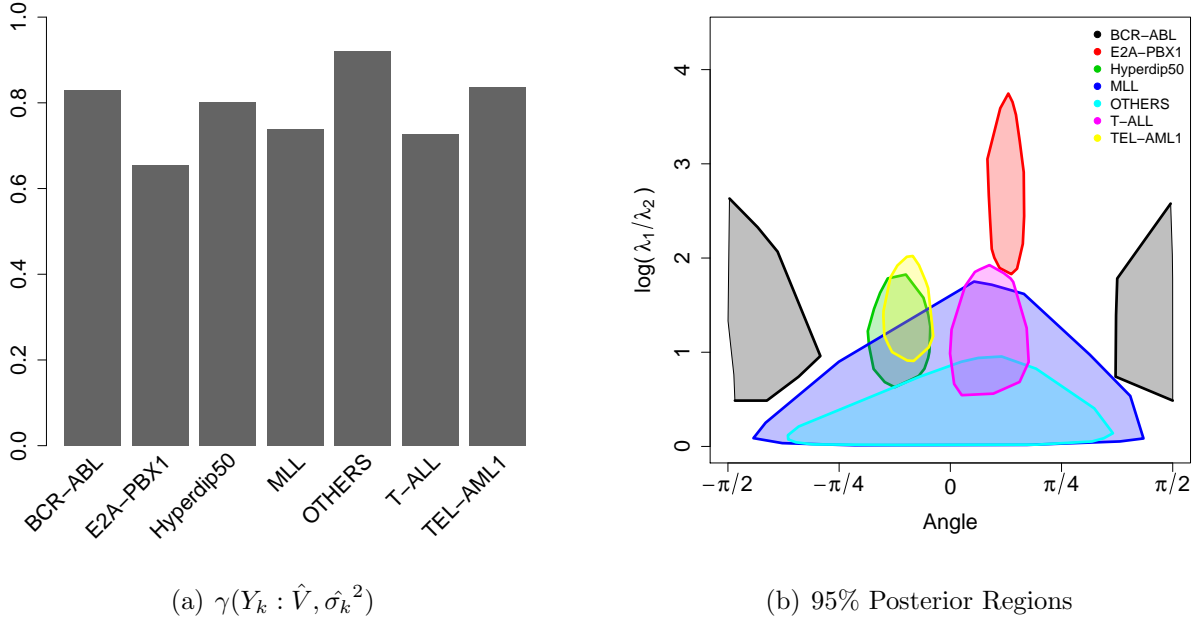 0.0
0.2
0.4
0.6
0.8
1.0
BCR−ABL
E2A−PBX1
Hyperdip50
MLL
OTHERS
T−ALL
TEL−AML1
(a) γ(Y_k : V̂, σ̂_k²)
log( λ₁/λ₂ )
0
1
2
3
4
BCR−ABL
E2A−PBX1
Hyperdip50
MLL
OTHERS
T−ALL
TEL−AML1
−π/2
−π/4
0
π/4
π/2
Angle
(b) 95% Posterior Regions